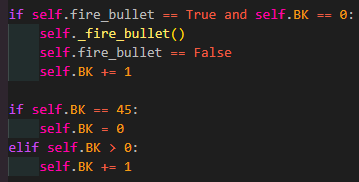 if self.fire_bullet == True and self.BK == 0:
    self._fire_bullet()
    self.fire_bullet == False
    self.BK += 1

if self.BK == 45:
    self.BK = 0
elif self.BK > 0:
    self.BK += 1